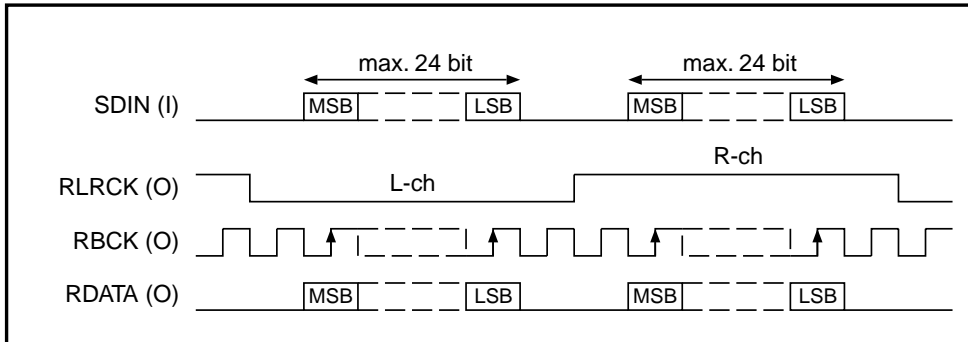 max. 24 bit max. 24 bit
SDIN (I) MSB LSB MSB LSB
R-ch
RLRCK (O) L-ch
RBCK (O)
RDATA (O) MSB LSB MSB LSB